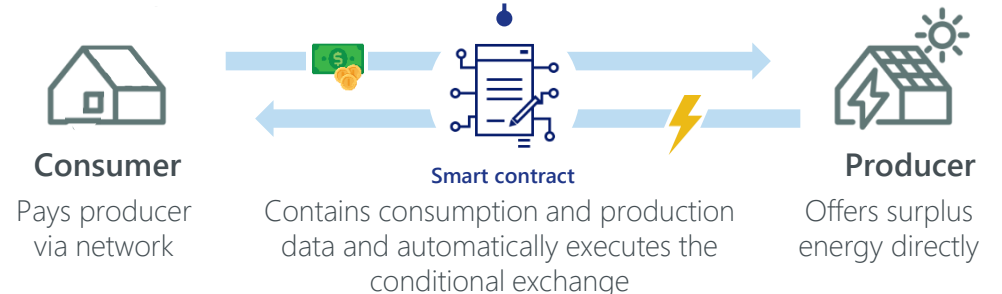 Consumer
Pays producer
via network
$
Smart contract
Contains consumption and production
data and automatically executes the
conditional exchange
Producer
Offers surplus
energy directly